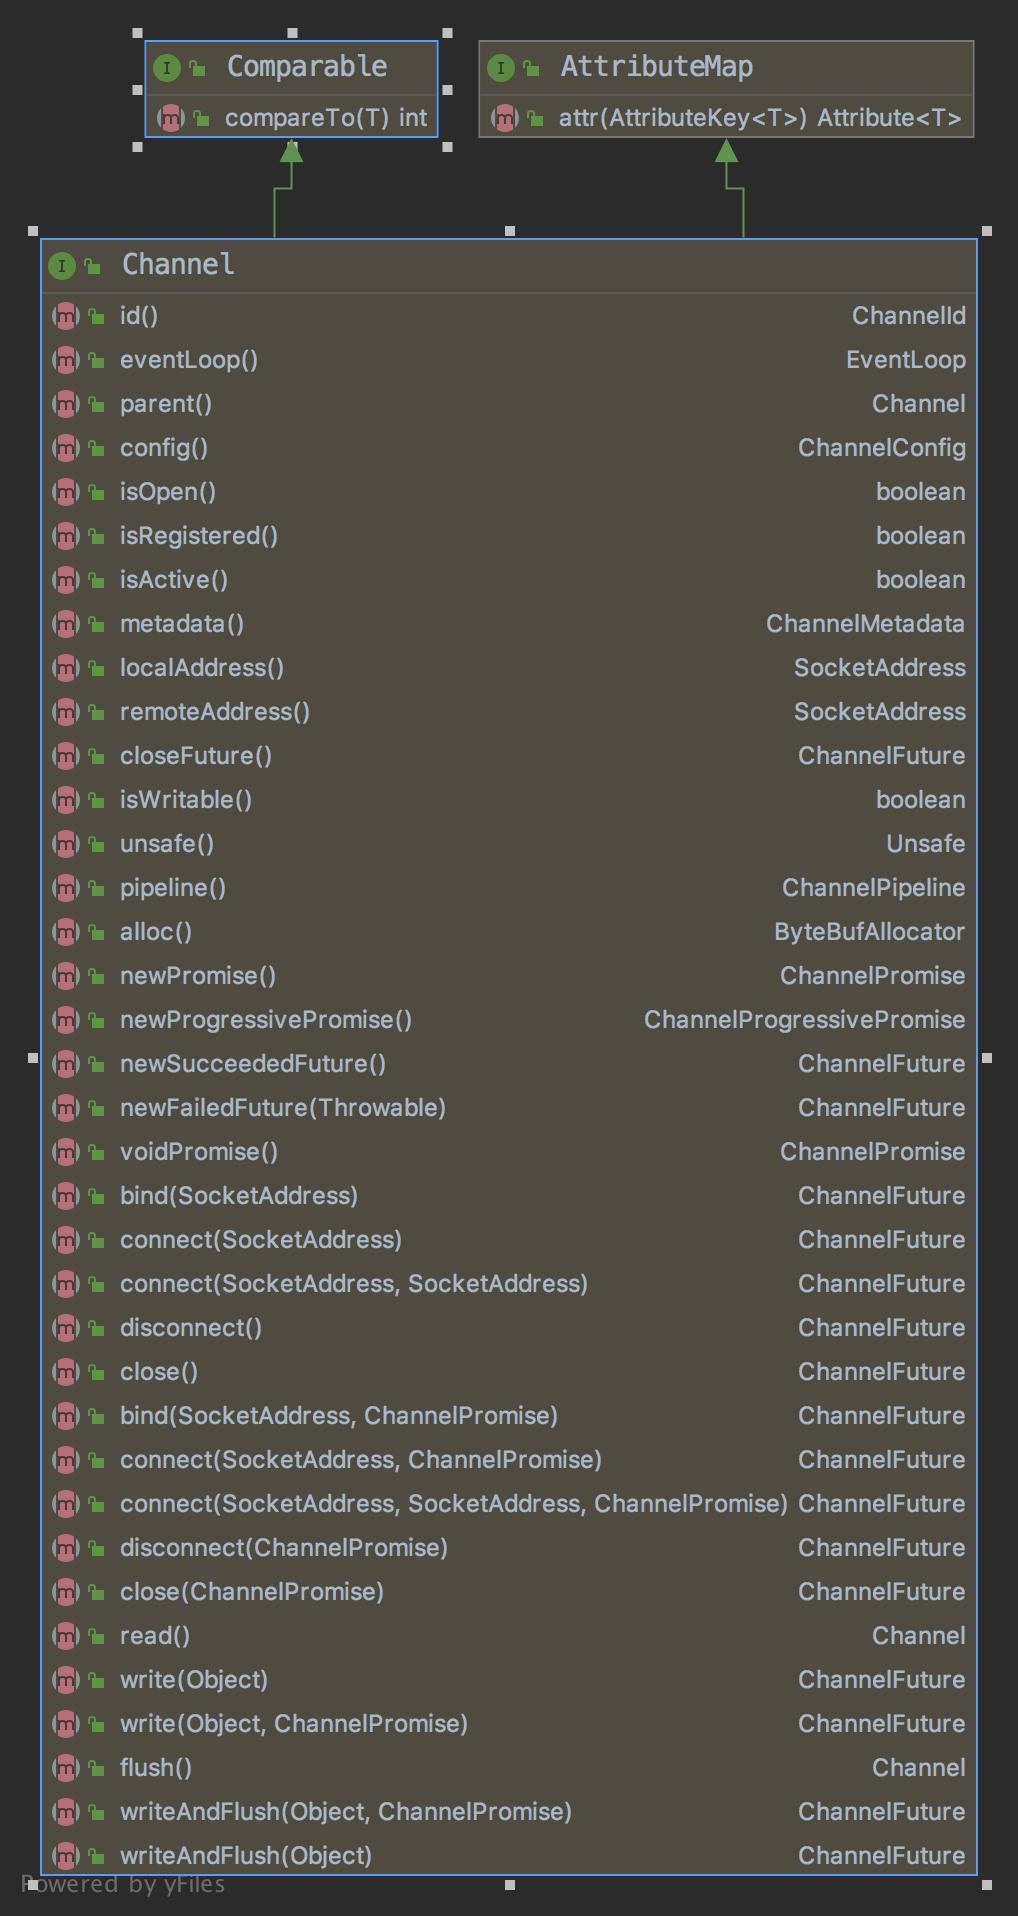 Comparable
compareTo(T) int
AttributeMap
attr(AttributeKey<T>) Attribute<T>
Channel
id() ChannelId
eventLoop() EventLoop
parent() Channel
config() ChannelConfig
isOpen() boolean
isRegistered() boolean
isActive() boolean
metadata() ChannelMetadata
localAddress() SocketAddress
remoteAddress() SocketAddress
closeFuture() ChannelFuture
isWritable() boolean
unsafe() Unsafe
pipeline() ChannelPipeline
alloc() ByteBufAllocator
newPromise() ChannelPromise
newProgressivePromise() ChannelProgressivePromise
newSucceededFuture() ChannelFuture
newFailedFuture(Throwable) ChannelFuture
voidPromise() ChannelPromise
bind(SocketAddress) ChannelFuture
connect(SocketAddress) ChannelFuture
connect(SocketAddress, SocketAddress) ChannelFuture
disconnect() ChannelFuture
close() ChannelFuture
bind(SocketAddress, ChannelPromise) ChannelFuture
connect(SocketAddress, ChannelPromise) ChannelFuture
connect(SocketAddress, SocketAddress, ChannelPromise) ChannelFuture
disconnect(ChannelPromise) ChannelFuture
close(ChannelPromise) ChannelFuture
read() Channel
write(Object) ChannelFuture
write(Object, ChannelPromise) ChannelFuture
flush() Channel
writeAndFlush(Object, ChannelPromise) ChannelFuture
writeAndFlush(Object) ChannelFuture
Powered by yFiles